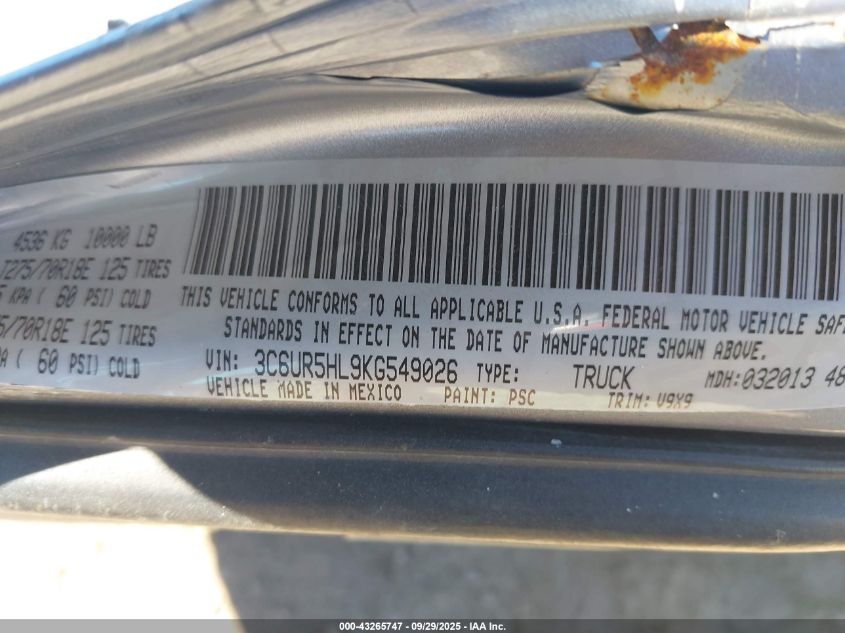 4536 KG 10000 LB
T275/70R18E 125 TIRES
KPA ( 60 PSI) COLD
5/70R18E 125 TIRES
PA ( 60 PSI) COLD
THIS VEHICLE CONFORMS TO ALL APPLICABLE U.S.A. FEDERAL MOTOR VEHICLE SAF
STANDARDS IN EFFECT ON THE DATE OF MANUFACTURE SHOWN ABOVE.
VIN: 3C6UR5HL9KG549026 TYPE: TRUCK MDH:032013 48
VEHICLE MADE IN MEXICO PAINT: PSC TRIM: V9X9
000-43265747 - 09/29/2025 - IAA Inc.